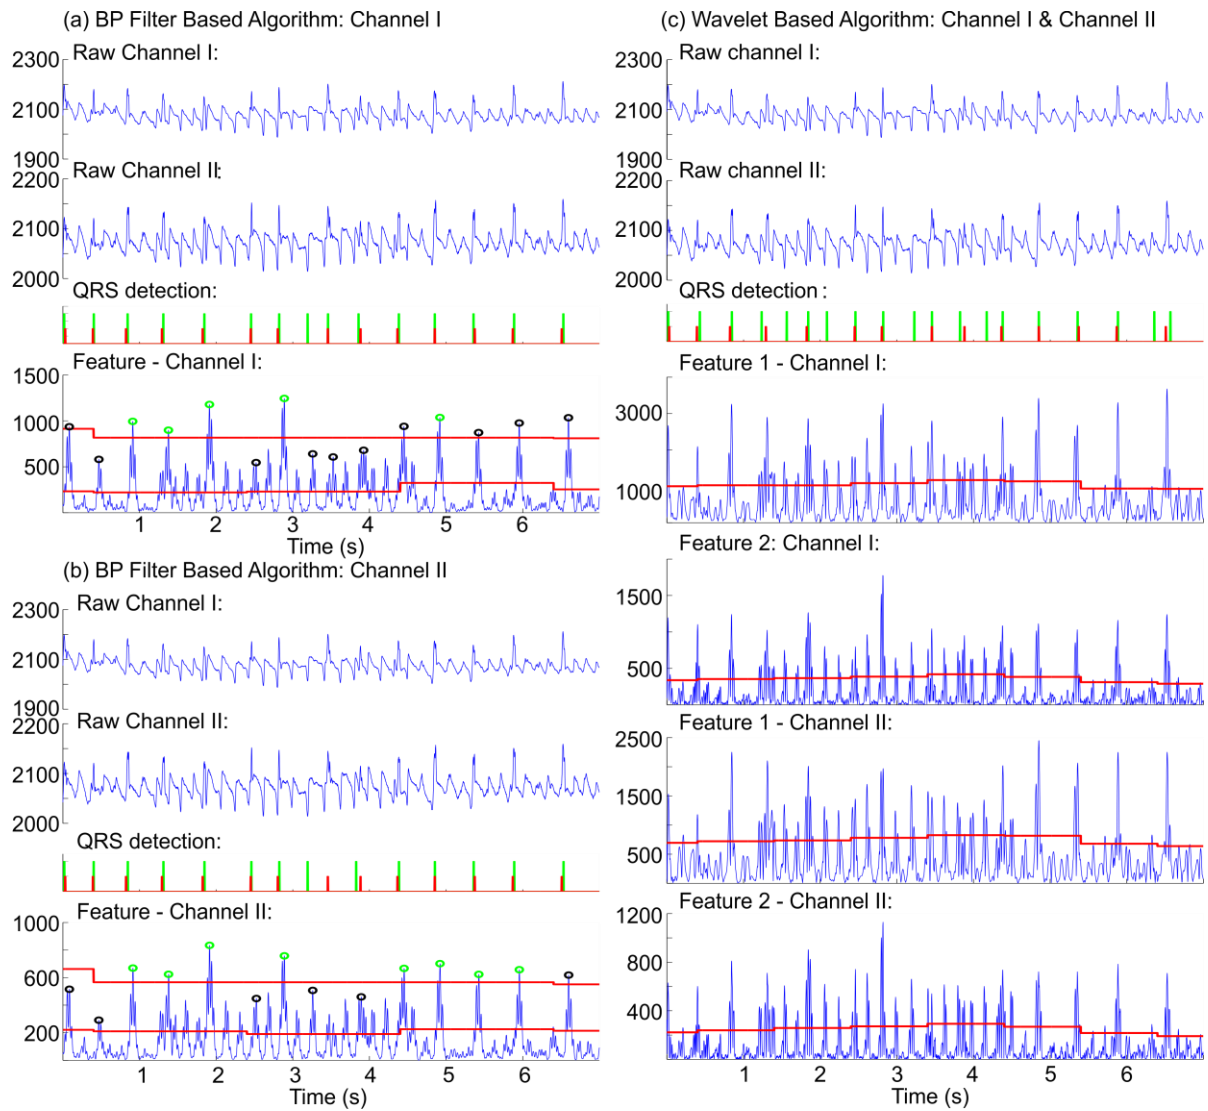 (a) BP Filter Based Algorithm: Channel I
Raw Channel I:
2300
2100
1900
Raw Channel II:
2200
2100
2000
QRS detection:
Feature - Channel I:
1500
1000
500
1 2 3 4 5 6
Time (s)
(b) BP Filter Based Algorithm: Channel II
Raw Channel I:
2300
2100
1900
Raw Channel II:
2200
2100
2000
QRS detection:
Feature - Channel II:
1000
800
600
400
200
1 2 3 4 5 6
Time (s)
(c) Wavelet Based Algorithm: Channel I & Channel II
Raw channel I:
2300
2100
1900
Raw channel II:
2200
2100
2000
QRS detection :
Feature 1 - Channel I:
3000
1000
Feature 2: Channel I:
1500
500
Feature 1 - Channel II:
2500
1500
500
Feature 2 - Channel II:
1200
800
400
1 2 3 4 5 6
Time (s)